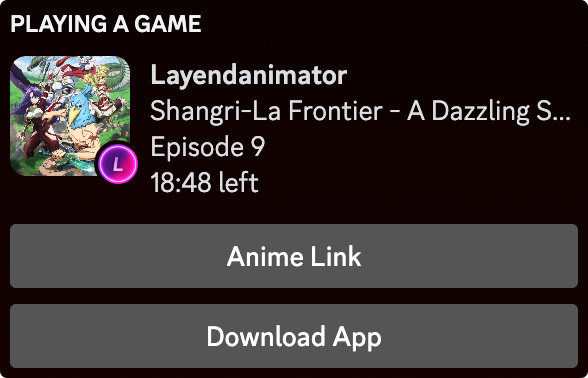 PLAYING A GAME
Layendanimator
Shangri-La Frontier - A Dazzling S...
Episode 9
18:48 left
L
Anime Link
Download App